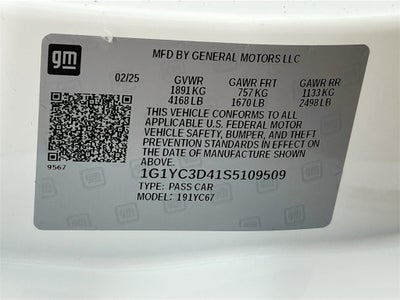 gm
MFD BY GENERAL MOTORS LLC
02/25 GVWR GAWR FRT GAWR RR
1891 KG 757 KG 1133 KG
4168 LB 1670 LB 2498 LB
THIS VEHICLE CONFORMS TO ALL
APPLICABLE U.S. FEDERAL MOTOR
VEHICLE SAFETY, BUMPER, AND THEFT
PREVENTION STANDARDS IN EFFECT ON
THE DATE OF MANUFACTURE SHOWN
ABOVE.
9567
1G1YC3D41S5109509
TYPE: PASS CAR
MODEL: 191YC67